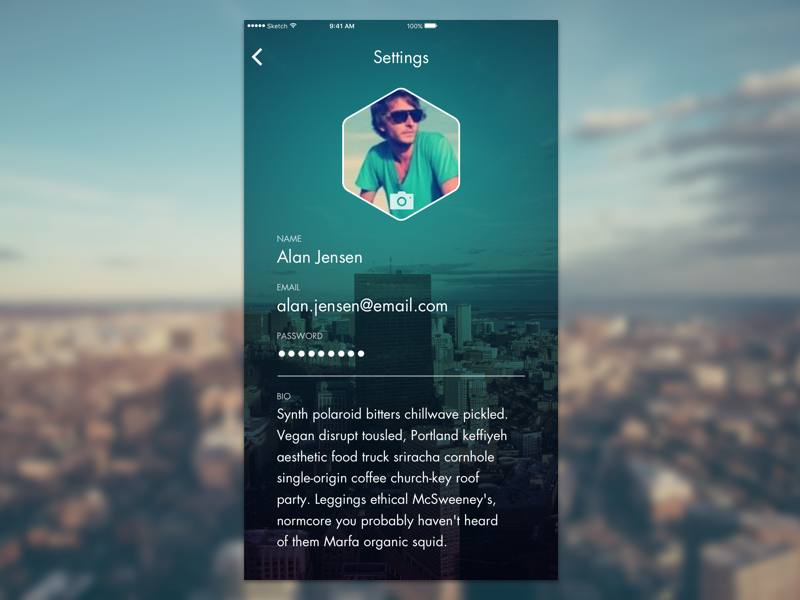 Sketch 9:41 AM 100%
Settings
NAME
Alan Jensen
EMAIL
alan.jensen@email.com
PASSWORD
BIO
Synth polaroid bitters chillwave pickled.
Vegan disrupt tousled, Portland keffiyeh
aesthetic food truck sriracha cornhole
single-origin coffee church-key roof
party. Leggings ethical McSweeney's,
normcore you probably haven't heard
of them Marfa organic squid.